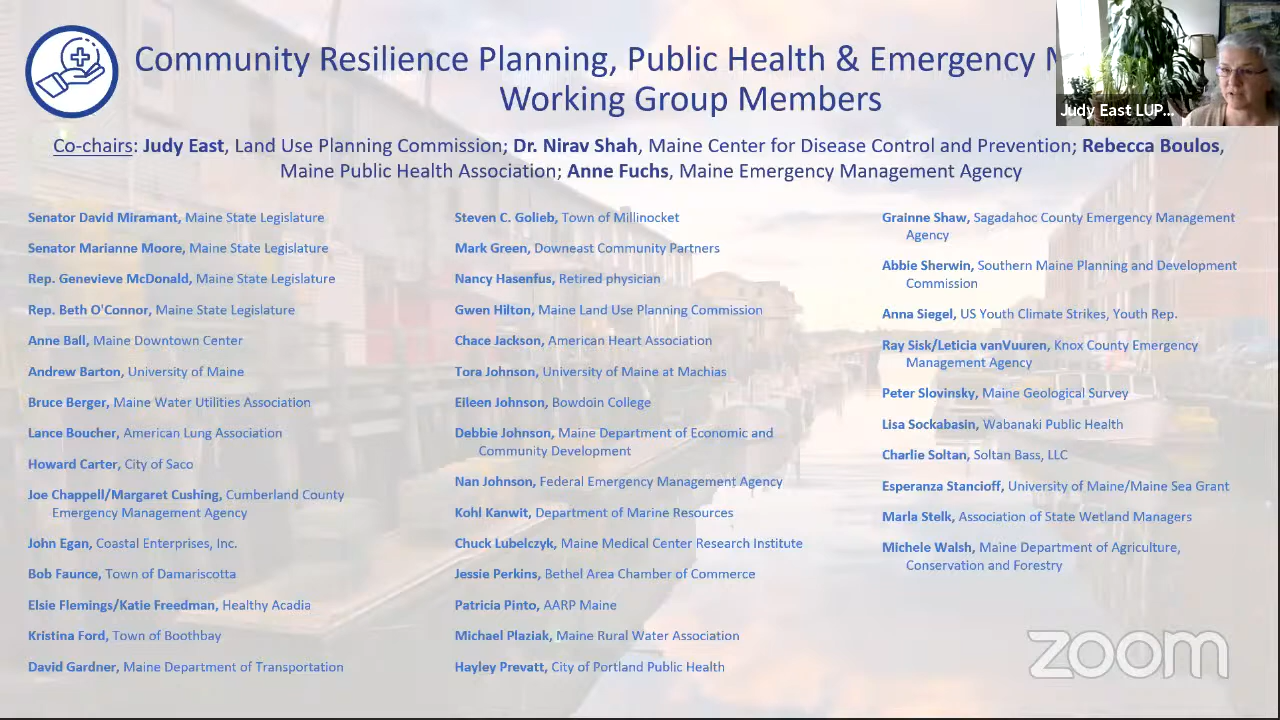 Community Resilience Planning, Public Health & Emergency
Working Group Members
Judy East LUP...
Co-chairs: Judy East, Land Use Planning Commission; Dr. Nirav Shah, Maine Center for Disease Control and Prevention; Rebecca Boulos,
Maine Public Health Association; Anne Fuchs, Maine Emergency Management Agency
Senator David Miramant, Maine State Legislature
Senator Marianne Moore, Maine State Legislature
Rep. Genevieve McDonald, Maine State Legislature
Rep. Beth O'Connor, Maine State Legislature
Anne Ball, Maine Downtown Center
Andrew Barton, University of Maine
Bruce Berger, Maine Water Utilities Association
Lance Boucher, American Lung Association
Howard Carter, City of Saco
Joe Chappell/Margaret Cushing, Cumberland County
Emergency Management Agency
John Egan, Coastal Enterprises, Inc.
Bob Faunce, Town of Damariscotta
Elsie Flemings/Katie Freedman, Healthy Acadia
Kristina Ford, Town of Boothbay
David Gardner, Maine Department of Transportation
Steven C. Golieb, Town of Millinocket
Mark Green, Downeast Community Partners
Nancy Hasenfus, Retired physician
Gwen Hilton, Maine Land Use Planning Commission
Chace Jackson, American Heart Association
Tora Johnson, University of Maine at Machias
Eileen Johnson, Bowdoin College
Debbie Johnson, Maine Department of Economic and
Community Development
Nan Johnson, Federal Emergency Management Agency
Kohl Kanwit, Department of Marine Resources
Chuck Lubelczyk, Maine Medical Center Research Institute
Jessie Perkins, Bethel Area Chamber of Commerce
Patricia Pinto, AARP Maine
Michael Plaziak, Maine Rural Water Association
Hayley Prevatt, City of Portland Public Health
Grainne Shaw, Sagadahoc County Emergency Management
Agency
Abbie Sherwin, Southern Maine Planning and Development
Commission
Anna Siegel, US Youth Climate Strikes, Youth Rep.
Ray Sisk/Leticia vanVuuren, Knox County Emergency
Management Agency
Peter Slovinsky, Maine Geological Survey
Lisa Sockabasin, Wabanaki Public Health
Charlie Soltan, Soltan Bass, LLC
Esperanza Stancioff, University of Maine/Maine Sea Grant
Marla Stelk, Association of State Wetland Managers
Michele Walsh, Maine Department of Agriculture,
Conservation and Forestry
zoom